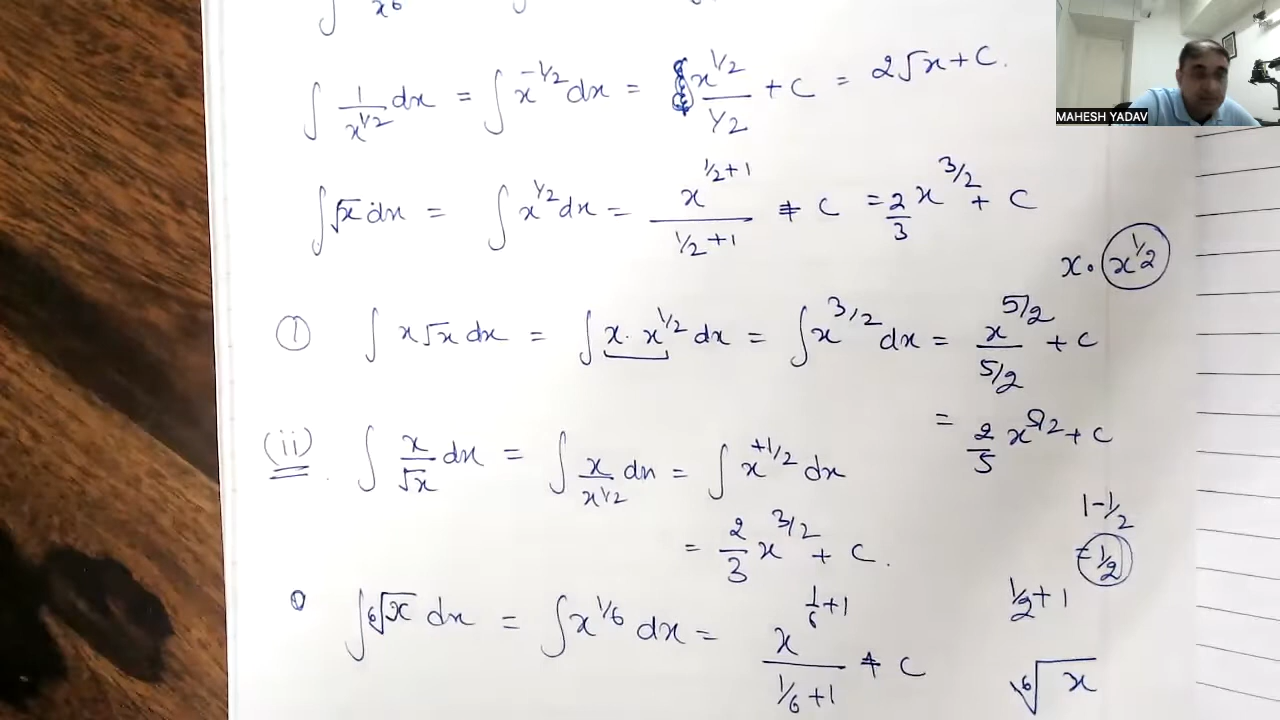 ∫ x6
∫ 1/x^1/2 dx = ∫ x^-1/2 dx = x^1/2 / 1/2 + C = 2√x + C.
∫ √x dx = ∫ x^1/2 dx = x^1/2+1 / 1/2+1 + C = 2/3 x^3/2 + C
x · x^1/2
① ∫ x√x dx = ∫ x · x^1/2 dx = ∫ x^3/2 dx = x^5/2 / 5/2 + C
= 2/5 x^5/2 + C
(ii) ∫ x/√x dx = ∫ x/x^1/2 dx = ∫ x^+1/2 dx
1-1/2
= 2/3 x^3/2 + C.
= 1/2
1/2+1
∫ 6√x dx = ∫ x^1/6 dx = x^1/6+1 / 1/6+1 + C
6√x
MAHESH YADAV